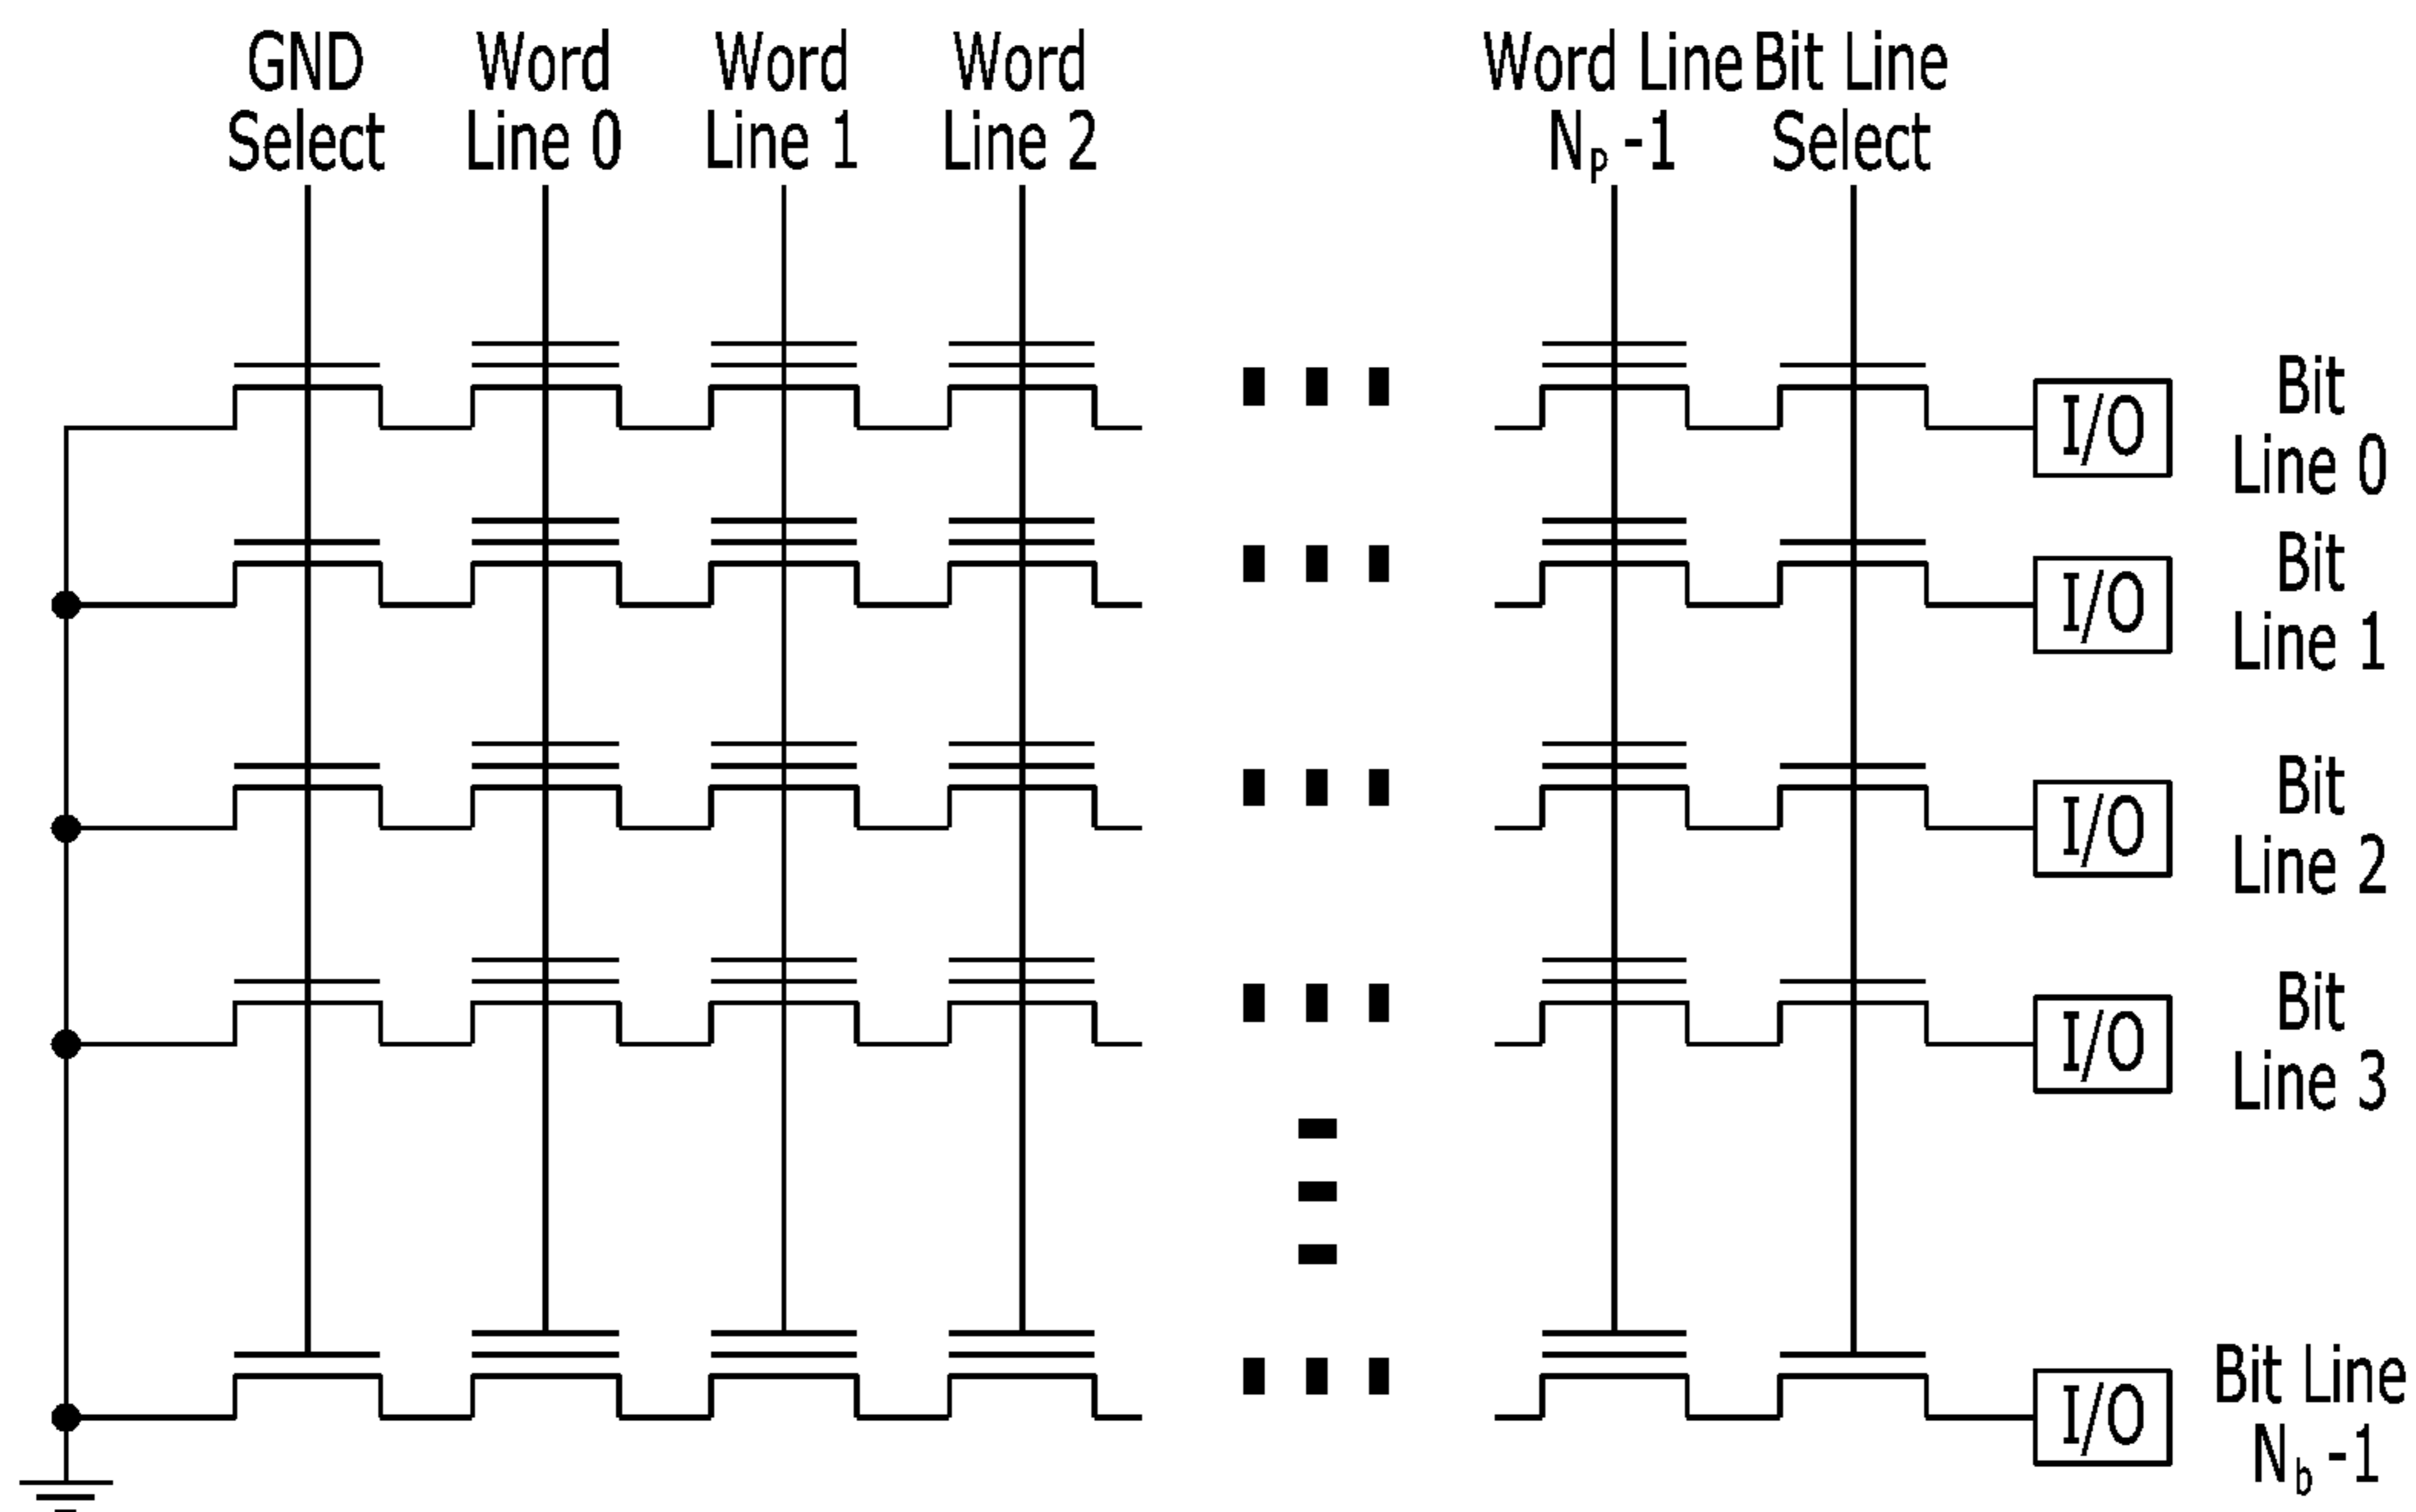 GND Select
Word Line 0
Word Line 1
Word Line 2
Word Line Nₚ -1
Bit Line Select
I/O
Bit Line 0
I/O
Bit Line 1
I/O
Bit Line 2
I/O
Bit Line 3
I/O
Bit Line N_b -1